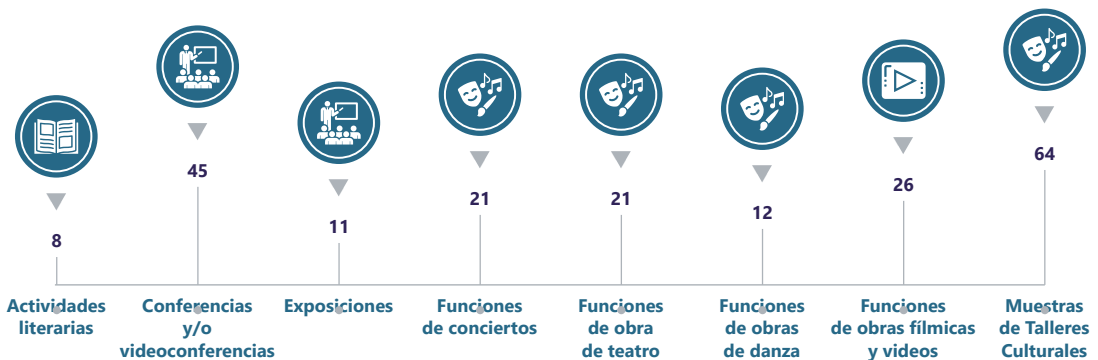 8
Actividades
literarias
45
Conferencias
y/o
videoconferencias
11
Exposiciones
21
Funciones
de conciertos
21
Funciones
de obra
de teatro
12
Funciones
de obras
de danza
26
Funciones
de obras fílmicas
y videos
64
Muestras
de Talleres
Culturales